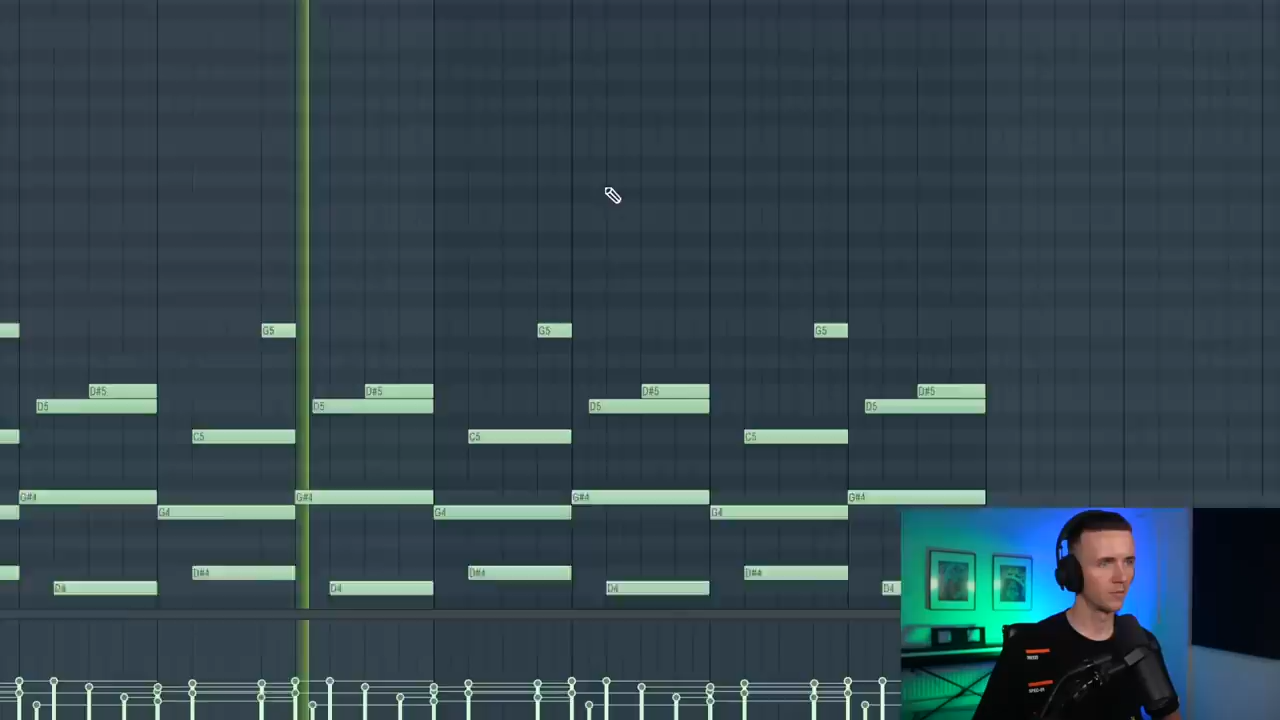 G5 G5 G5
D#5 D#5 D#5 D#5
D5 D5 D5 D5
C5 C5 C5
G#4 G#4 G#4 G#4
G4 G4 G4
D#4 D#4 D#4
D4 D4 D4 D4